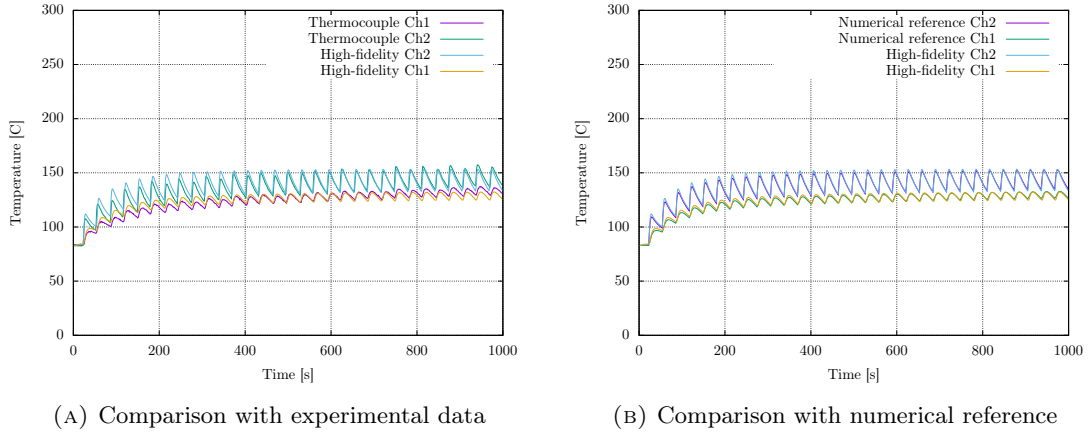 300
250
200
150
100
50
0
Temperature [C]
0 200 400 600 800 1000
Time [s]
Thermocouple Ch1
Thermocouple Ch2
High-fidelity Ch2
High-fidelity Ch1
(A) Comparison with experimental data
300
250
200
150
100
50
0
Temperature [C]
0 200 400 600 800 1000
Time [s]
Numerical reference Ch2
Numerical reference Ch1
High-fidelity Ch2
High-fidelity Ch1
(B) Comparison with numerical reference